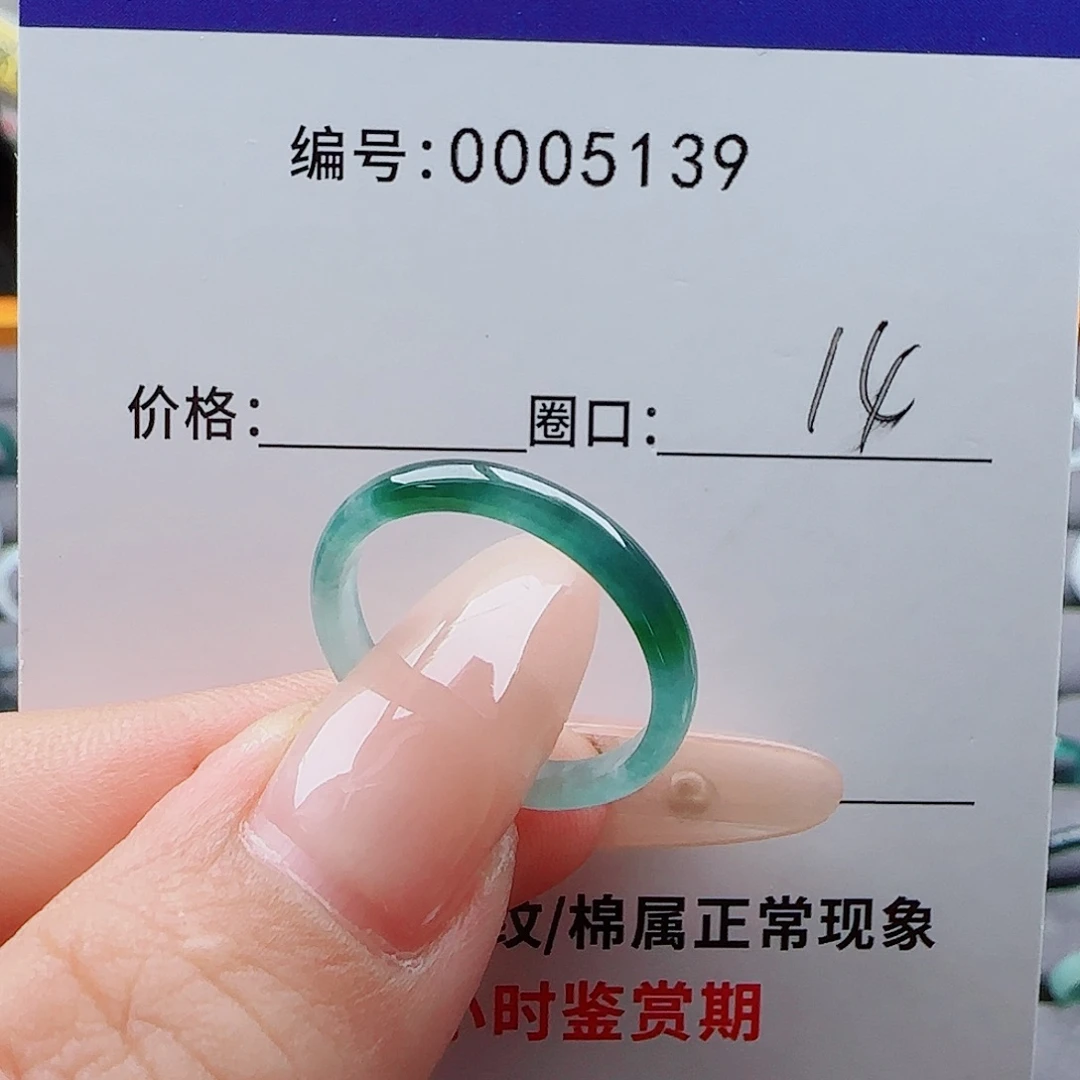 编号:0005139
价格: 圈口: 14
纹/棉属正常现象
小时鉴赏期